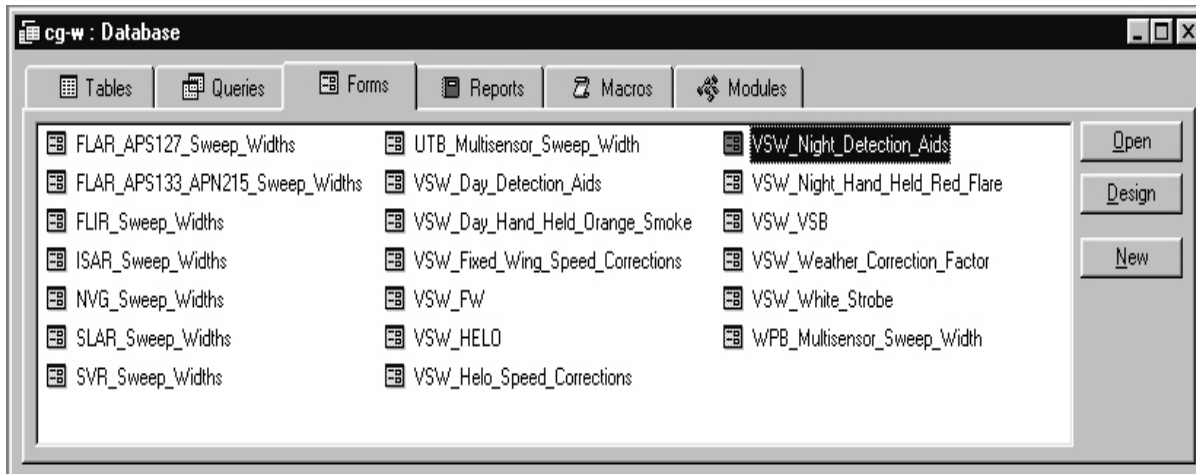 cg-w : Database
Tables Queries Forms Reports Macros Modules
FLAR_APS127_Sweep_Widths
FLAR_APS133_APN215_Sweep_Widths
FLIR_Sweep_Widths
ISAR_Sweep_Widths
NVG_Sweep_Widths
SLAR_Sweep_Widths
SVR_Sweep_Widths
UTB_Multisensor_Sweep_Width
VSW_Day_Detection_Aids
VSW_Day_Hand_Held_Orange_Smoke
VSW_Fixed_Wing_Speed_Corrections
VSW_FW
VSW_HELO
VSW_Helo_Speed_Corrections
VSW_Night_Detection_Aids
VSW_Night_Hand_Held_Red_Flare
VSW_VSB
VSW_Weather_Correction_Factor
VSW_White_Strobe
WPB_Multisensor_Sweep_Width
Open
Design
New